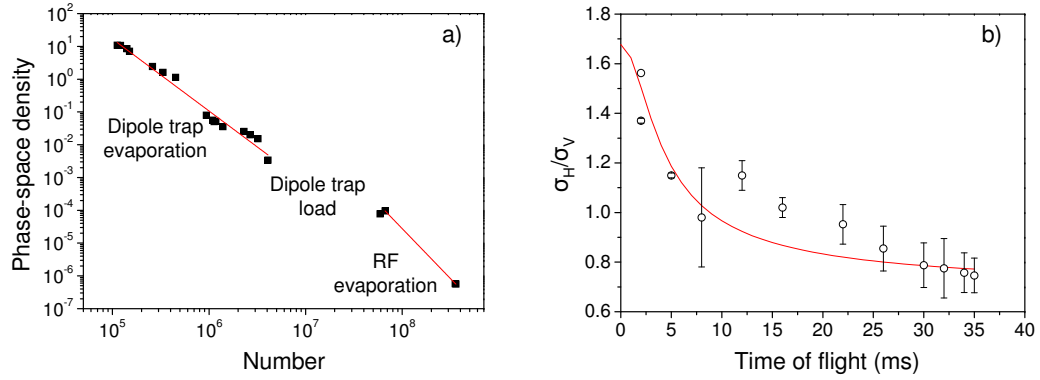 a)
Phase-space density
10^1
10^0
10^-1
10^-2
10^-3
10^-4
10^-5
10^-6
10^-7
Dipole trap
evaporation
Dipole trap
load
RF
evaporation
10^5
10^6
10^7
10^8
Number
b)
σ_H/σ_V
1.8
1.6
1.4
1.2
1.0
0.8
0.6
0
5
10
15
20
25
30
35
40
Time of flight (ms)